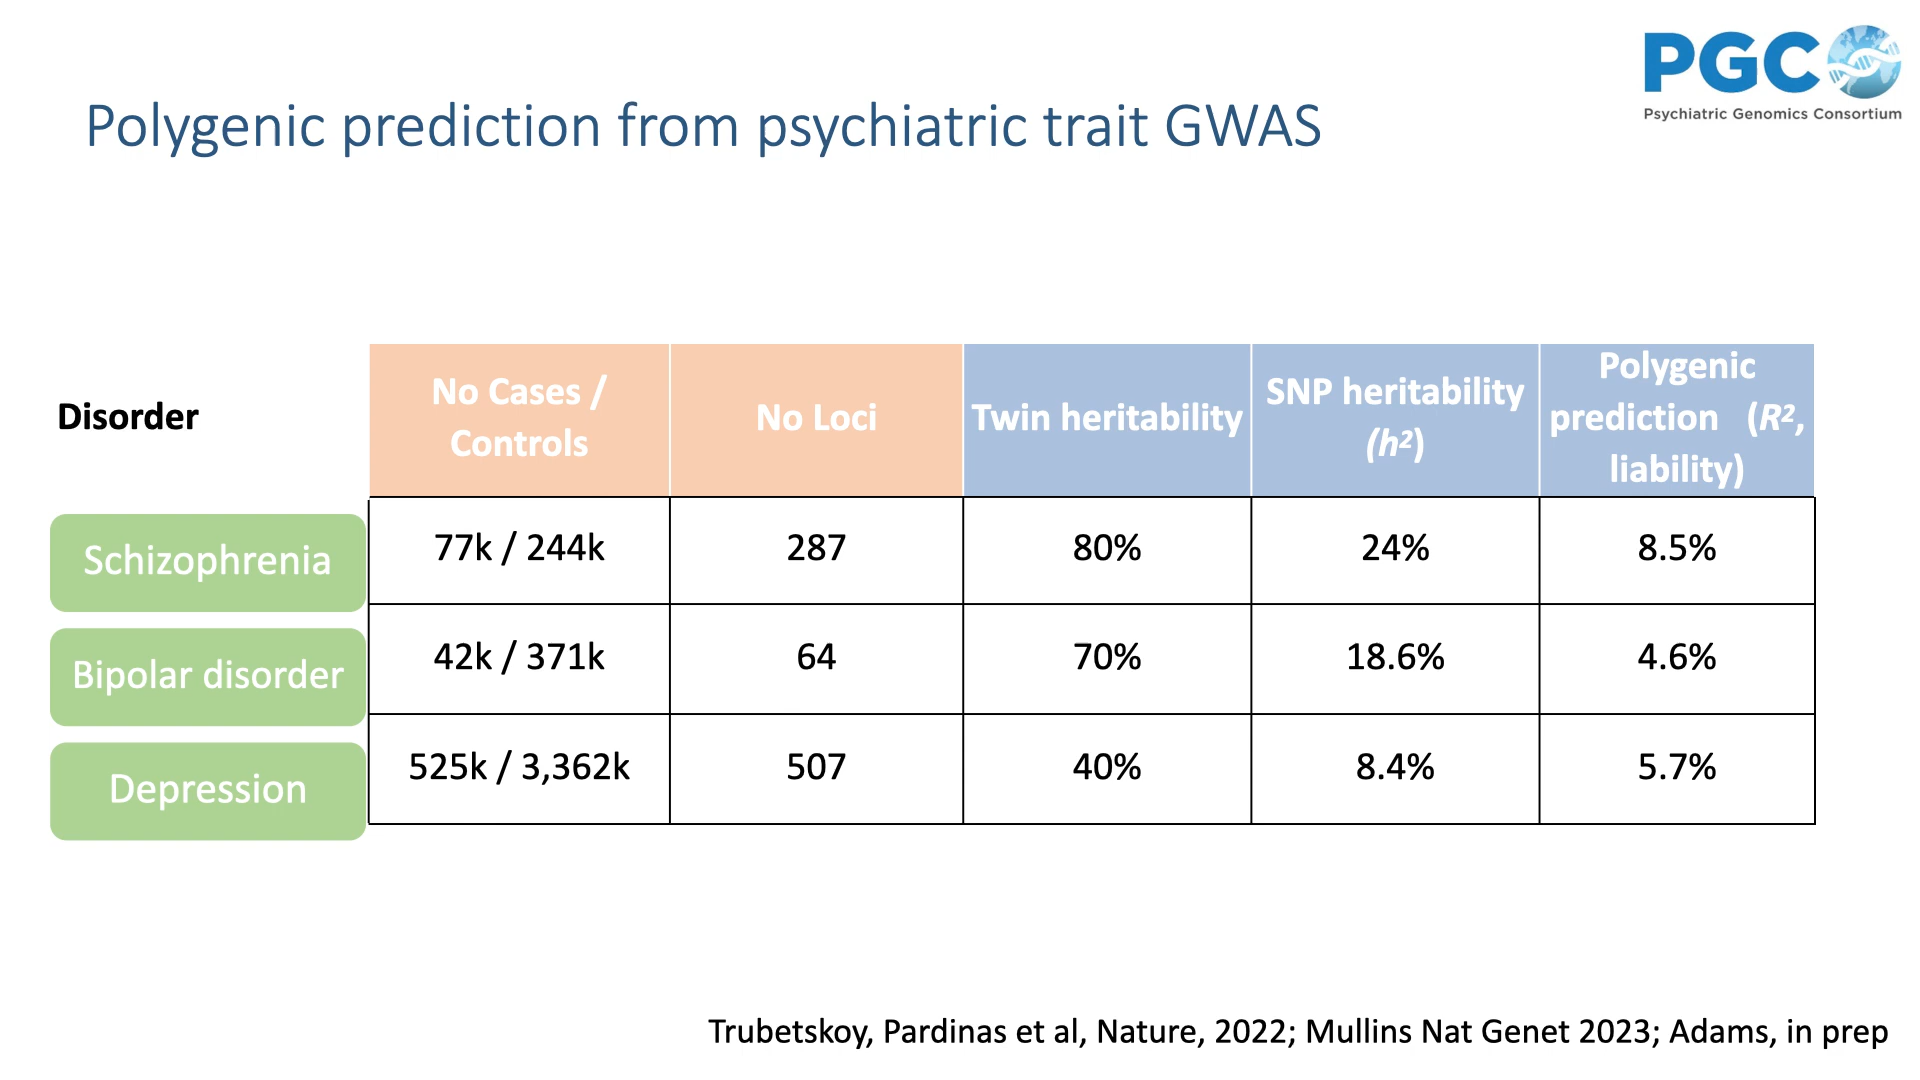 PGC
Psychiatric Genomics Consortium
Polygenic prediction from psychiatric trait GWAS
Disorder
No Cases /
Controls
No Loci
Twin heritability
SNP heritability
(h²)
Polygenic
prediction (R²,
liability)
Schizophrenia
77k / 244k
287
80%
24%
8.5%
Bipolar disorder
42k / 371k
64
70%
18.6%
4.6%
Depression
525k / 3,362k
507
40%
8.4%
5.7%
Trubetskoy, Pardinas et al, Nature, 2022; Mullins Nat Genet 2023; Adams, in prep